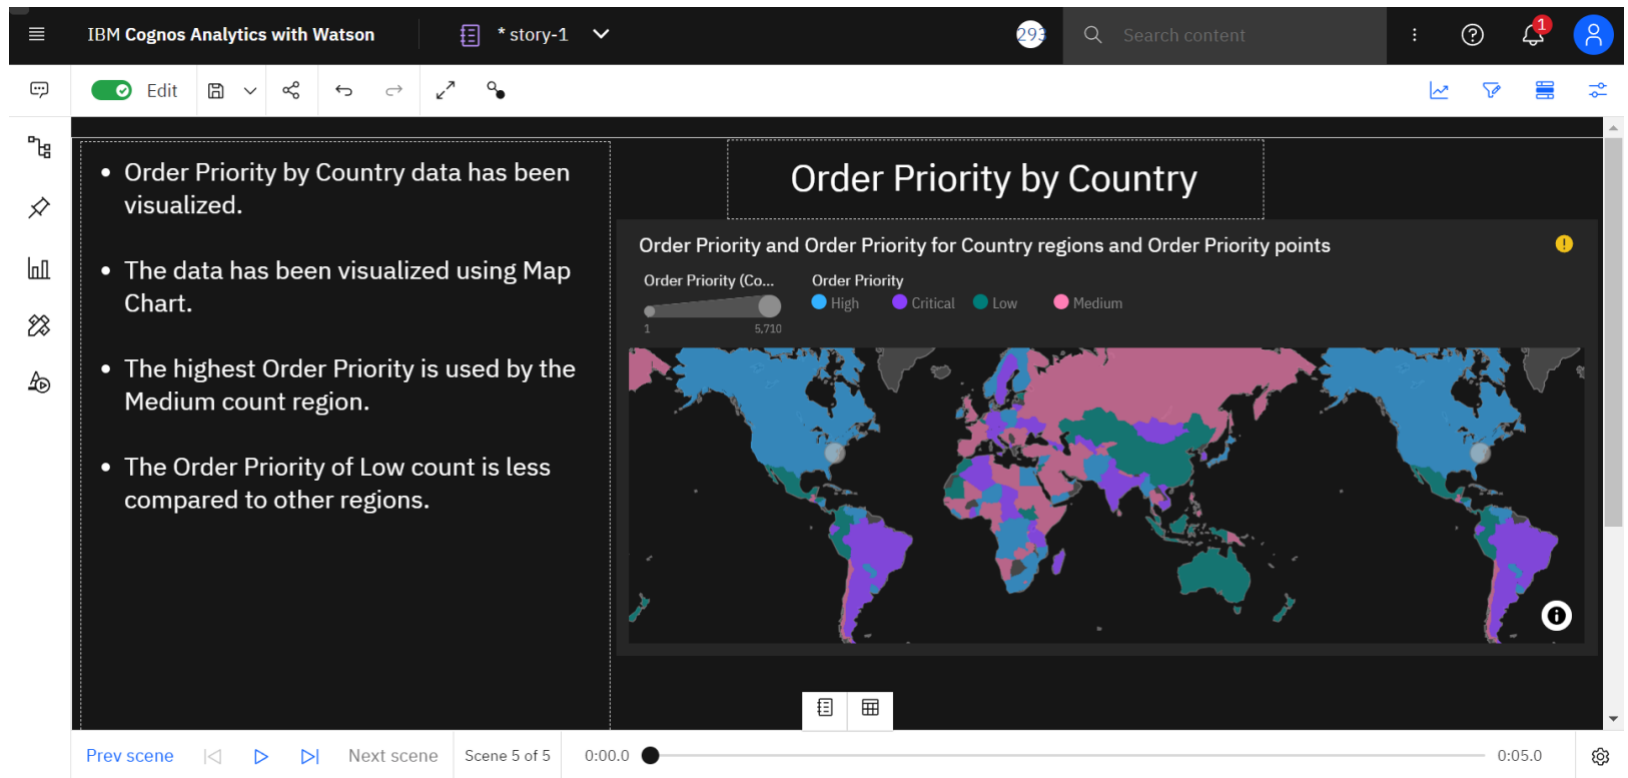 IBM Cognos Analytics with Watson
* story-1
293
Search content
1
Edit
• Order Priority by Country data has been
visualized.
• The data has been visualized using Map
Chart.
• The highest Order Priority is used by the
Medium count region.
• The Order Priority of Low count is less
compared to other regions.
Order Priority by Country
Order Priority and Order Priority for Country regions and Order Priority points
Order Priority (Co...
1
5,710
Order Priority
High
Critical
Low
Medium
Prev scene
Next scene
Scene 5 of 5
0:00.0
0:05.0